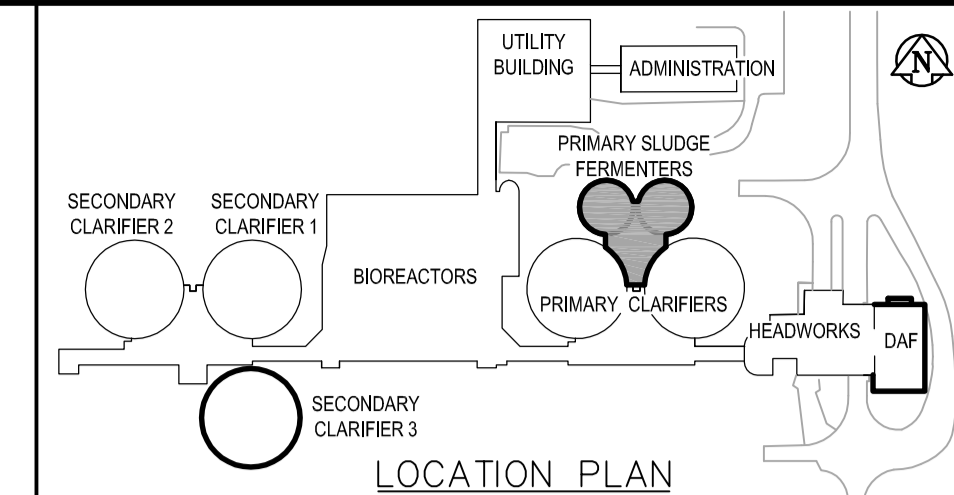 UTILITY
BUILDING
ADMINISTRATION
N
PRIMARY SLUDGE
FERMENTERS
SECONDARY
CLARIFIER 2
SECONDARY
CLARIFIER 1
BIOREACTORS
PRIMARY CLARIFIERS
HEADWORKS
DAF
SECONDARY
CLARIFIER 3
LOCATION PLAN